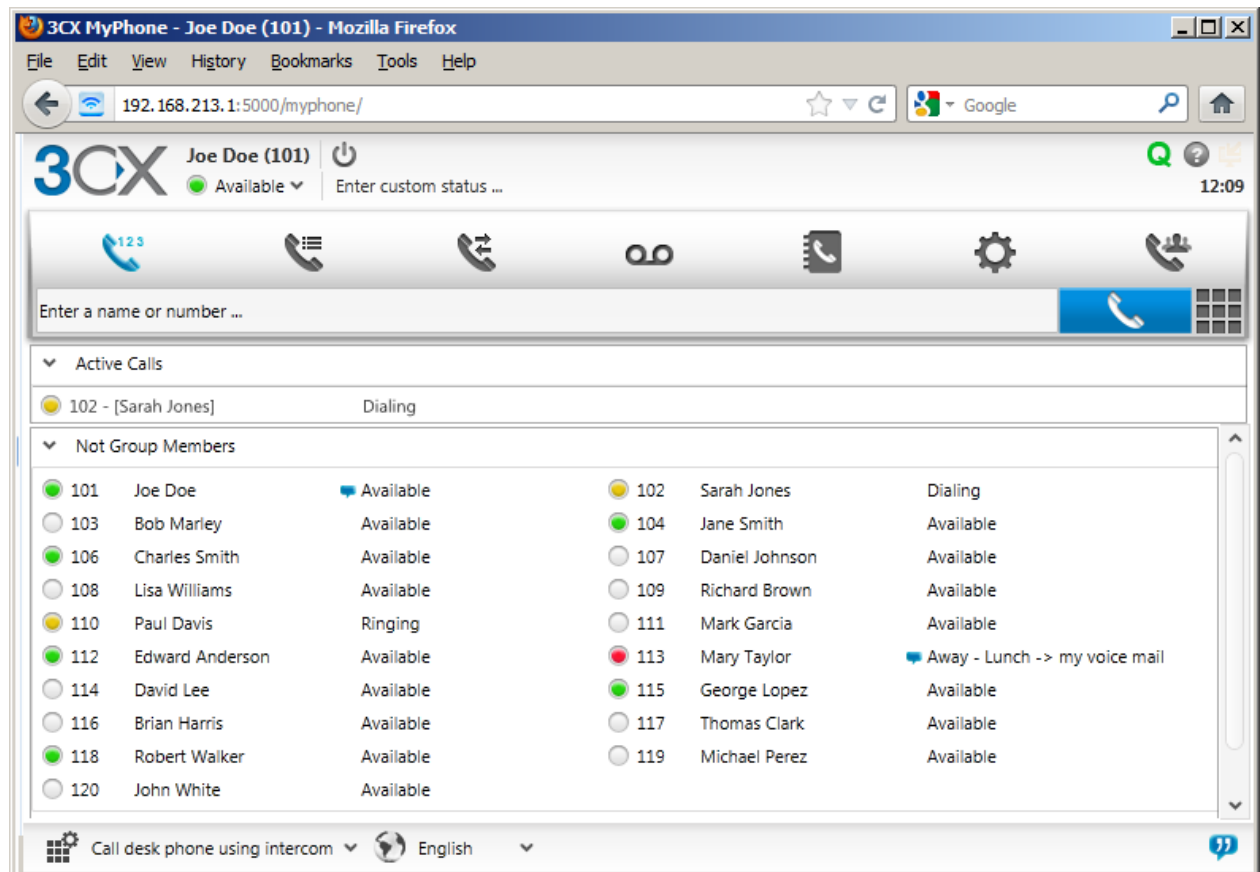 3CX MyPhone - Joe Doe (101) - Mozilla Firefox
File Edit View History Bookmarks Tools Help
192.168.213.1:5000/myphone/ Google
3CX Joe Doe (101) Q ?
Available Enter custom status ... 12:09
123
Enter a name or number ...
Active Calls
102 - [Sarah Jones] Dialing
Not Group Members
101 Joe Doe Available 102 Sarah Jones Dialing
103 Bob Marley Available 104 Jane Smith Available
106 Charles Smith Available 107 Daniel Johnson Available
108 Lisa Williams Available 109 Richard Brown Available
110 Paul Davis Ringing 111 Mark Garcia Available
112 Edward Anderson Available 113 Mary Taylor Away - Lunch -> my voice mail
114 David Lee Available 115 George Lopez Available
116 Brian Harris Available 117 Thomas Clark Available
118 Robert Walker Available 119 Michael Perez Available
120 John White Available
Call desk phone using intercom English